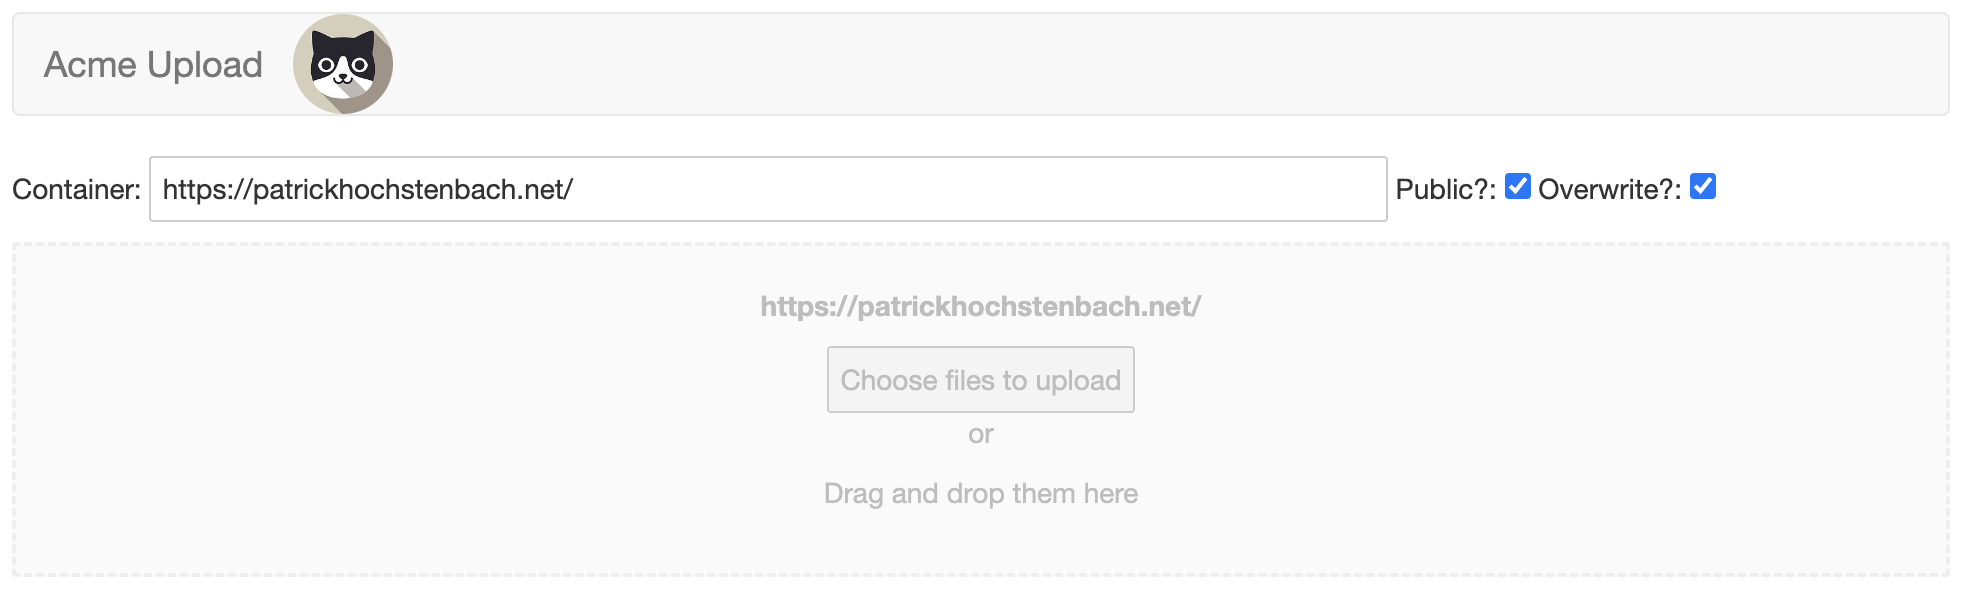 Acme Upload
Container: https://patrickhochstenbach.net/ Public?: Overwrite?:
https://patrickhochstenbach.net/
Choose files to upload
or
Drag and drop them here